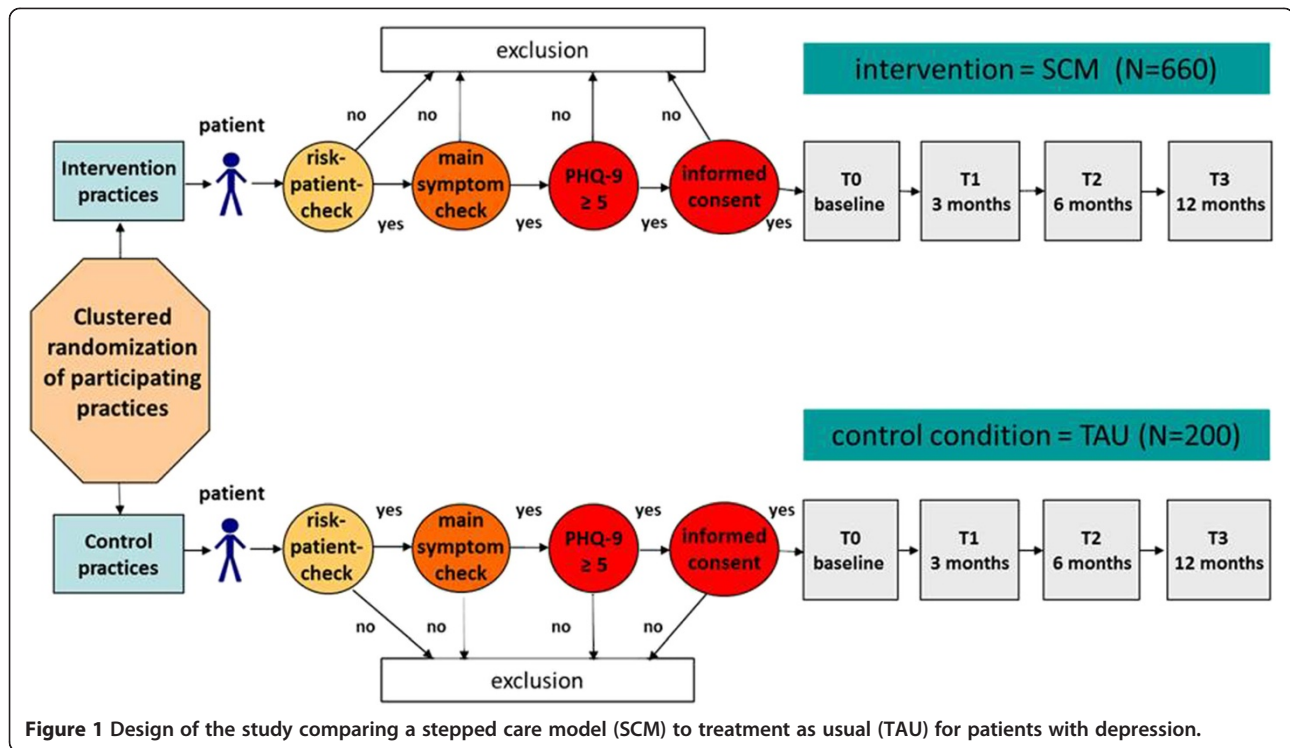 exclusion
intervention = SCM (N=660)
no
no
no
no
patient
Intervention
practices
risk-
patient-
check
yes
main
symptom
check
yes
PHQ-9
≥ 5
yes
informed
consent
yes
T0
baseline
T1
3 months
T2
6 months
T3
12 months
Clustered
randomization
of participating
practices
control condition = TAU (N=200)
patient
Control
practices
risk-
patient-
check
yes
main
symptom
check
yes
PHQ-9
≥ 5
yes
informed
consent
yes
T0
baseline
T1
3 months
T2
6 months
T3
12 months
no
no
no
no
exclusion
Figure 1 Design of the study comparing a stepped care model (SCM) to treatment as usual (TAU) for patients with depression.